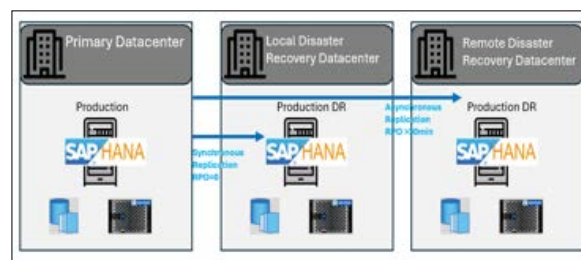 Primary Datacenter
Local Disaster
Recovery Datacenter
Remote Disaster
Recovery Datacenter
Production
Production DR
Asynchronous
Replication
Production DR
SAP HANA
Synchronous
Replication
RPO=0
SAP HANA
SAP HANA